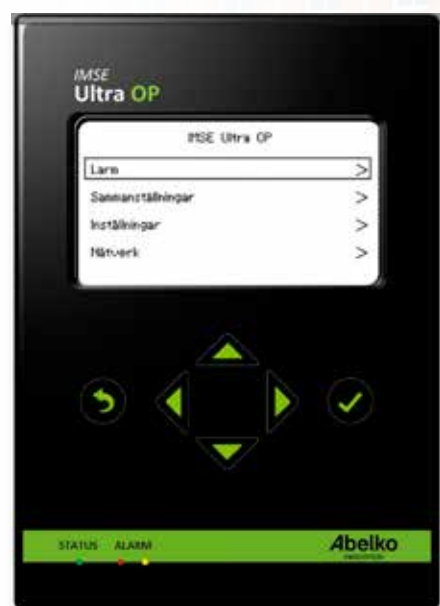 IMSE
Ultra OP
IMSE Ultra OP
Larm >
Sammanställningar >
Inställningar >
Nätverk >
STATUS ALARM Abelko